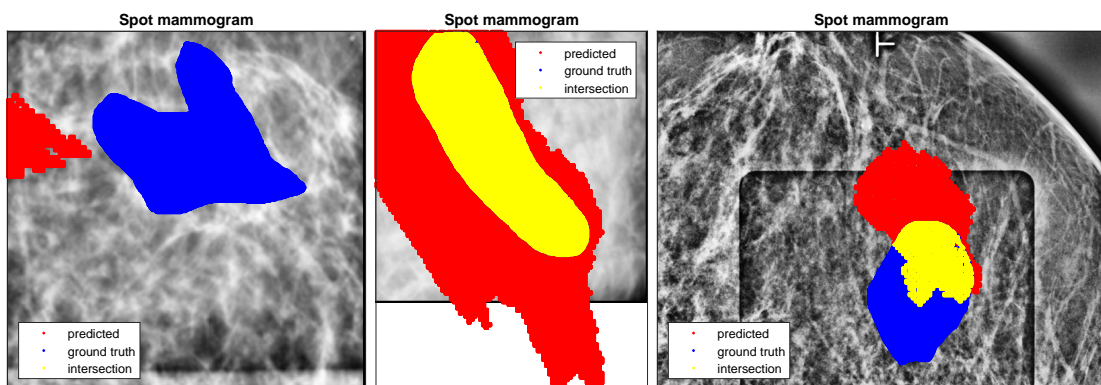 Spot mammogram
predicted
ground truth
intersection
Spot mammogram
predicted
ground truth
intersection
Spot mammogram
predicted
ground truth
intersection